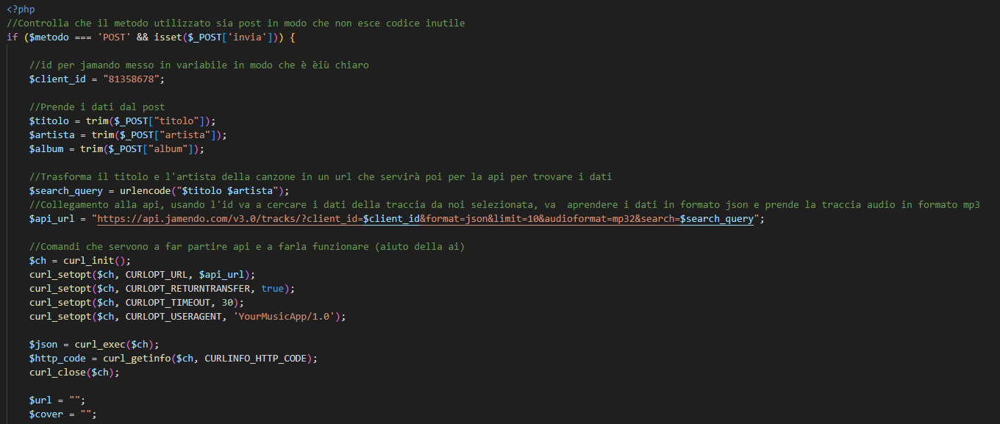 <?php
//Controlla che il metodo utilizzato sia post in modo che non esce codice inutile
if ($metodo === 'POST' && isset($_POST['invia'])) {
//id per jamando messo in variabile in modo che è èiù chiaro
$client_id = "81358678";
//Prende i dati dal post
$titolo = trim($_POST["titolo"]);
$artista = trim($_POST["artista"]);
$album = trim($_POST["album"]);
//Trasforma il titolo e l'artista della canzone in un url che servirà poi per la api per trovare i dati
$search_query = urlencode("$titolo $artista");
//Collegamento alla api, usando l'id va a cercare i dati della traccia da noi selezionata, va  aprendere i dati in formato json e prende la traccia audio in formato mp3
$api_url = "https://api.jamendo.com/v3.0/tracks/?client_id=$client_id&format=json&limit=10&audioformat=mp32&search=$search_query";
//Comandi che servono a far partire api e a farla funzionare (aiuto della ai)
$ch = curl_init();
curl_setopt($ch, CURLOPT_URL, $api_url);
curl_setopt($ch, CURLOPT_RETURNTRANSFER, true);
curl_setopt($ch, CURLOPT_TIMEOUT, 30);
curl_setopt($ch, CURLOPT_USERAGENT, 'YourMusicApp/1.0');
$json = curl_exec($ch);
$http_code = curl_getinfo($ch, CURLINFO_HTTP_CODE);
curl_close($ch);
$url = "";
$cover = "";